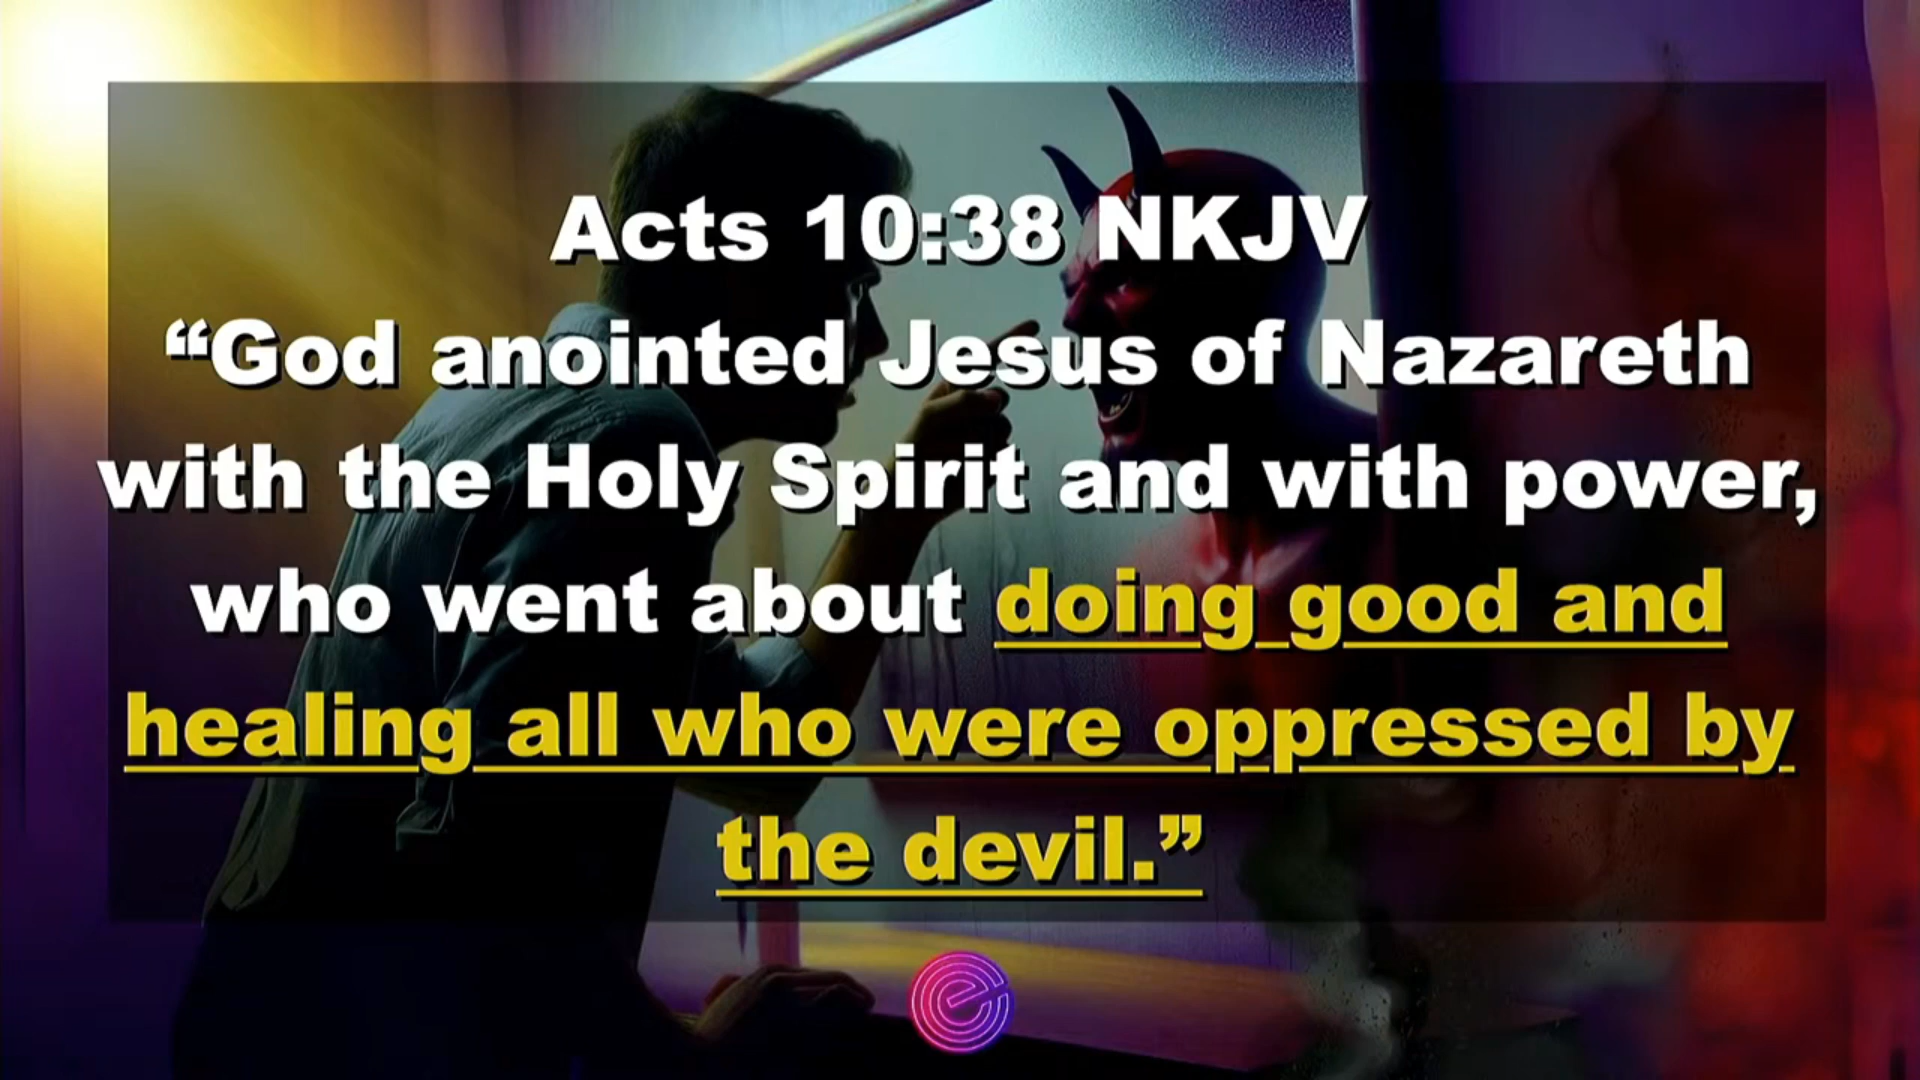 Acts 10:38 NKJV
“God anointed Jesus of Nazareth
with the Holy Spirit and with power,
who went about doing good and
healing all who were oppressed by
the devil.”